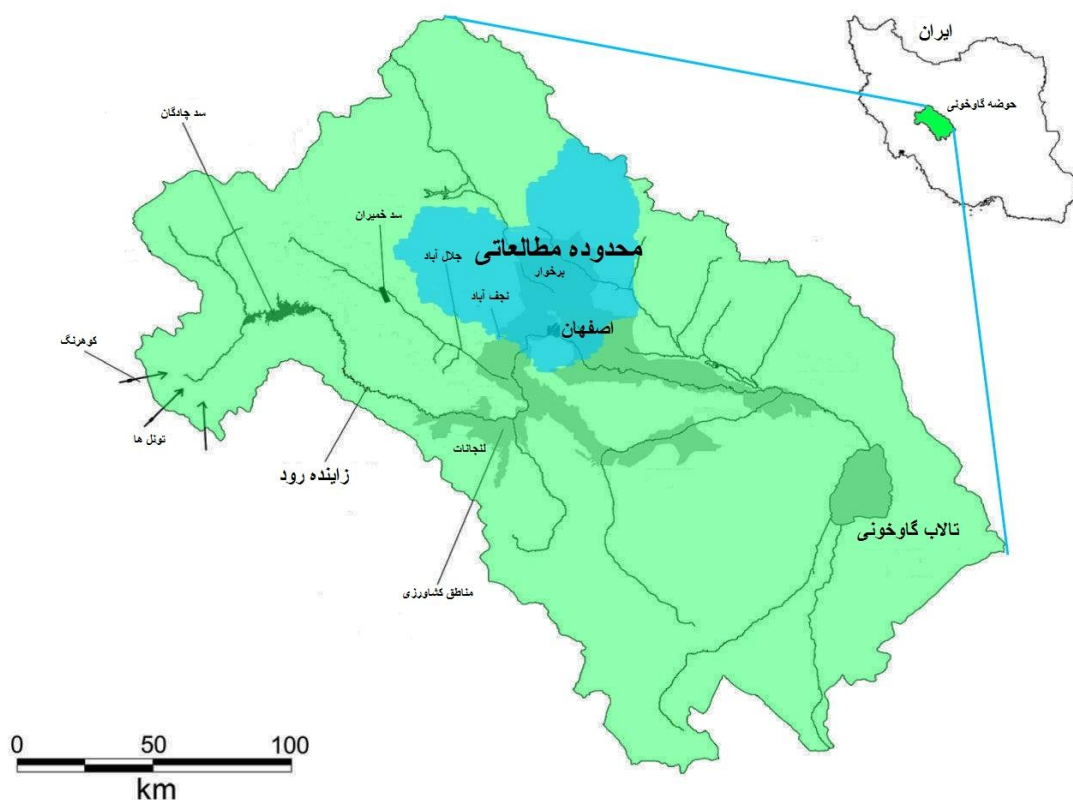 ایران
حوضه گاوخونی
سد چادگان
سد خمیران
محدوده مطالعاتی
جلال آباد
برخوار
نجف آباد
اصفهان
کوهرنگ
تونل ها
لنجانات
زاینده رود
تالاب گاوخونی
مناطق کشاورزی
0 50 100
km